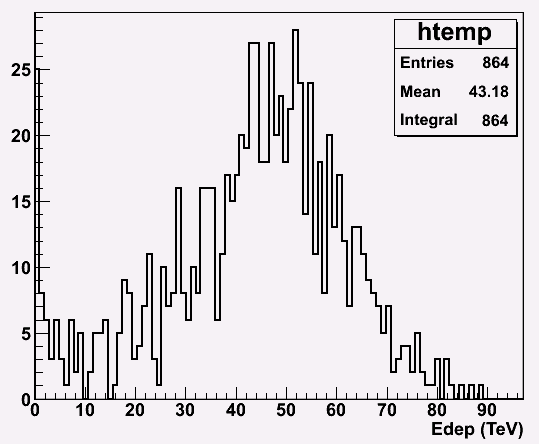 htemp
Entries 864
Mean 43.18
Integral 864
25
20
15
10
5
0
0 10 20 30 40 50 60 70 80 90
Edep (TeV)